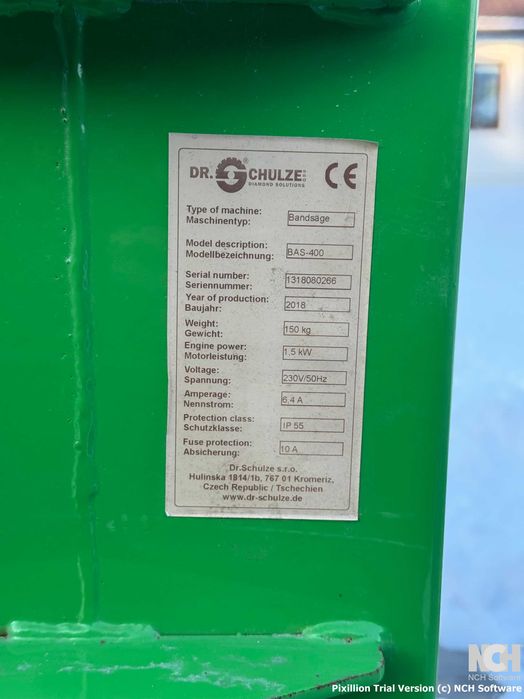 DR. SCHULZE CE
DIAMOND SOLUTIONS
Type of machine:
Maschinentyp: Bandsäge
Model description:
Modellbezeichnung: BAS-400
Serial number:
Seriennummer: 1318080266
Year of production:
Baujahr: 2018
Weight:
Gewicht: 150 kg
Engine power:
Motorleistung: 1,5 kW
Voltage:
Spannung: 230V/50Hz
Amperage:
Nennstrom: 6,4 A
Protection class:
Schutzklasse: IP 55
Fuse protection:
Absicherung: 10 A
Dr.Schulze s.r.o.
Hulinska 1814/1b, 767 01 Kromeriz,
Czech Republic / Tschechien
www.dr-schulze.de
NCH
NCH Software
Pixillion Trial Version (c) NCH Software